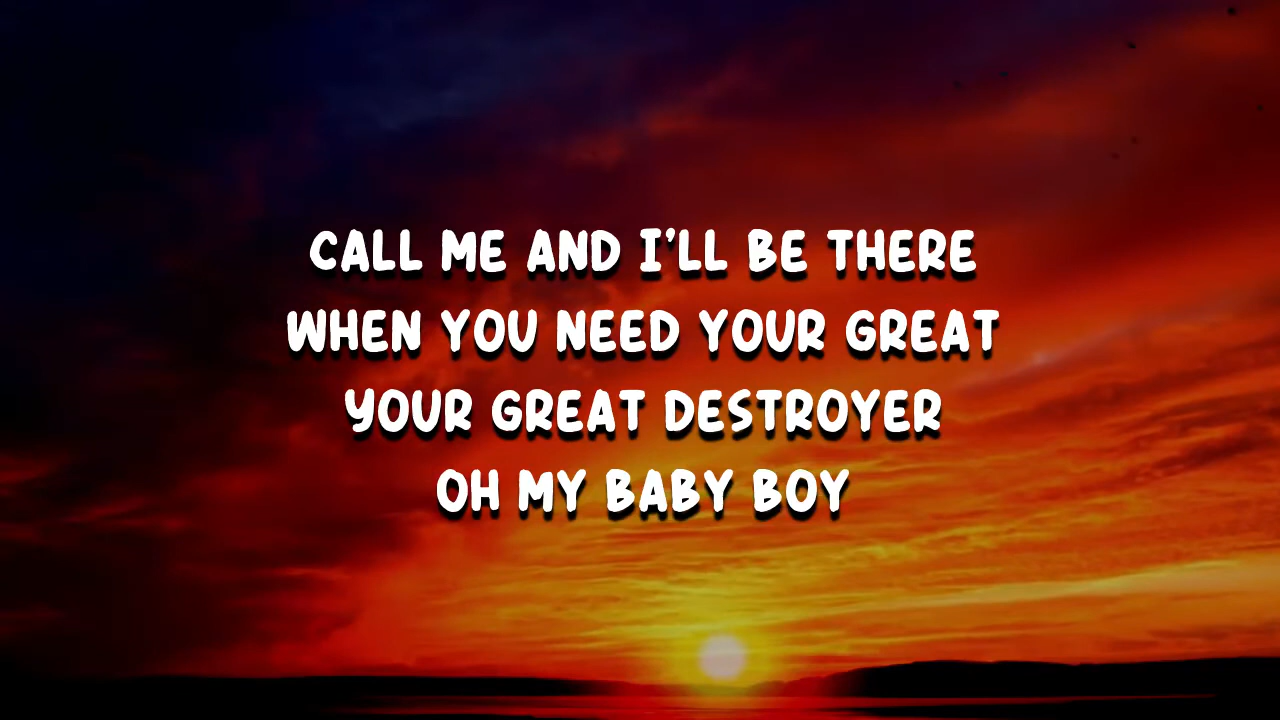 CALL ME AND I'LL BE THERE
WHEN YOU NEED YOUR GREAT
YOUR GREAT DESTROYER
OH MY BABY BOY